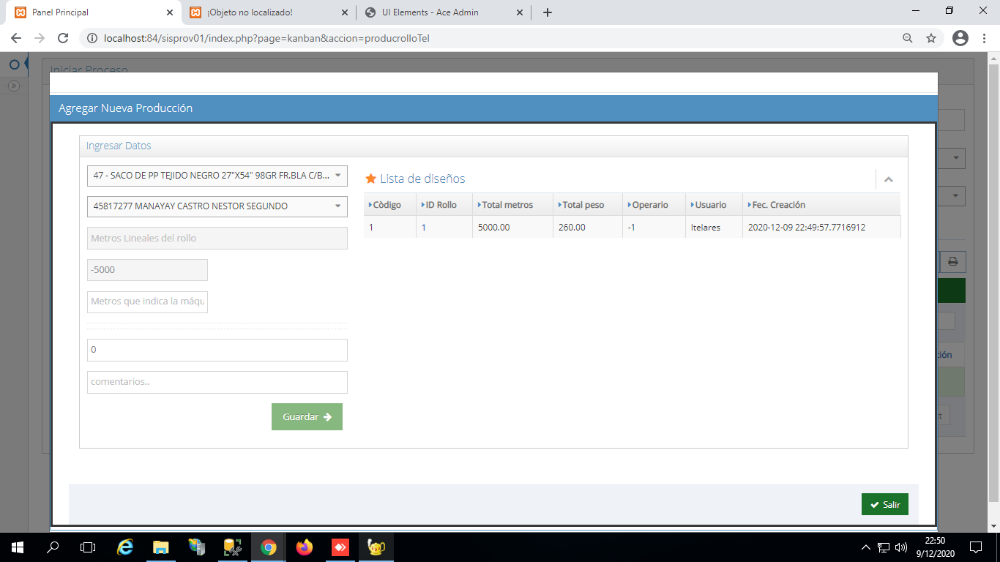 Panel Principal
¡Objeto no localizado!
UI Elements - Ace Admin
localhost:84/sisprov01/index.php?page=kanban&accion=producrolloTel
Iniciar Proceso
Agregar Nueva Producción
Ingresar Datos
47 - SACO DE PP TEJIDO NEGRO 27"X54" 98GR FR.BLA C/B...
45817277 MANAYAY CASTRO NESTOR SEGUNDO
Metros Lineales del rollo
-5000
Metros que indica la máqu
0
comentarios..
Guardar
Lista de diseños
Còdigo ID Rollo Total metros Total peso Operario Usuario Fec. Creación
1 1 5000.00 260.00 -1 ltelares 2020-12-09 22:49:57.7716912
ción
Salir
22:50
9/12/2020